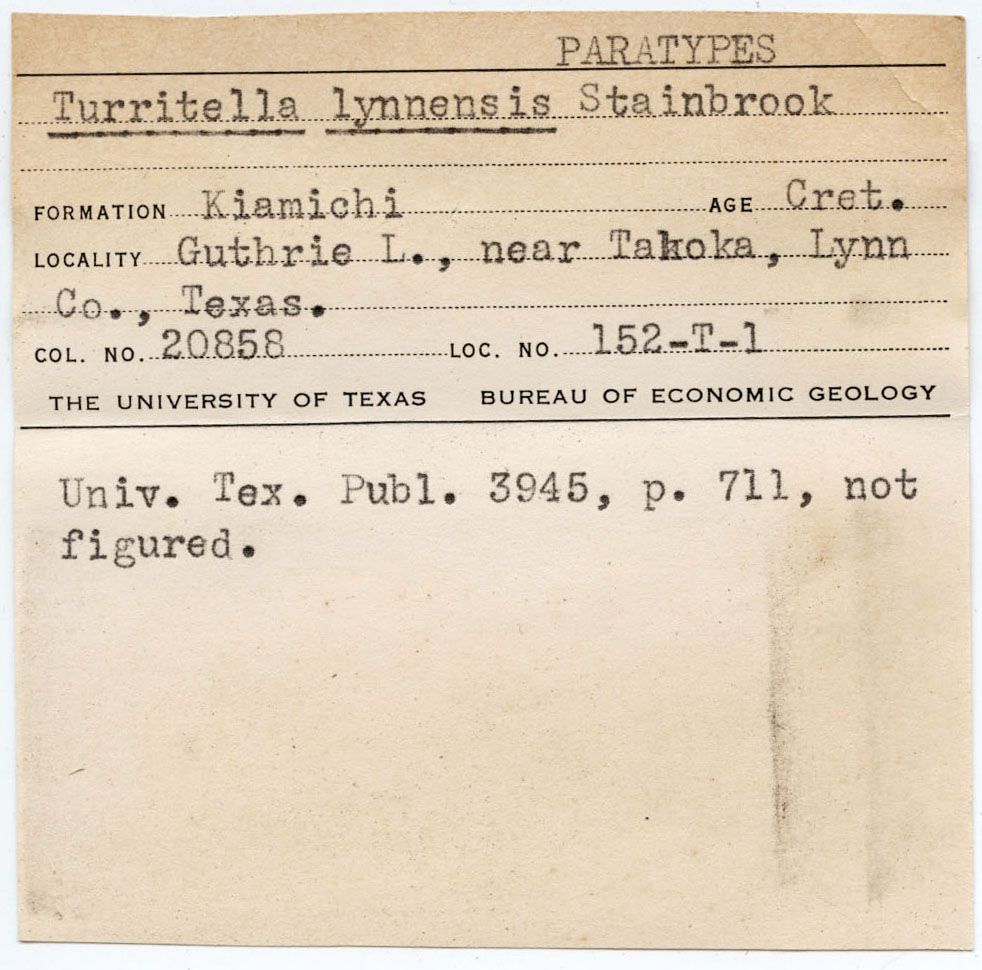 PARATYPES
Turritella lynnensis Stainbrook
FORMATION Kiamichi AGE Cret.
LOCALITY Guthrie L., near Takoka, Lynn
Co., Texas.
COL. NO. 20858 LOC. NO. 152-T-1
THE UNIVERSITY OF TEXAS BUREAU OF ECONOMIC GEOLOGY
Univ. Tex. Publ. 3945, p. 711, not
figured.